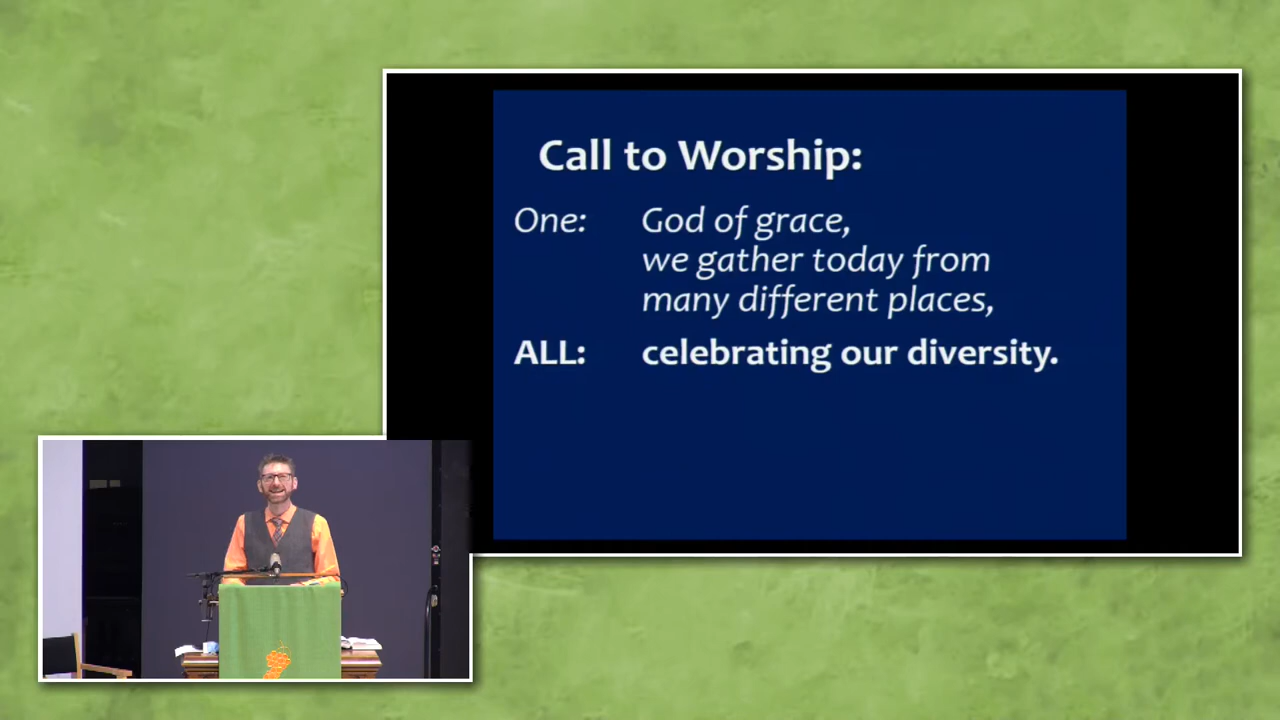 Call to Worship:
One: God of grace,
we gather today from
many different places,
ALL: celebrating our diversity.